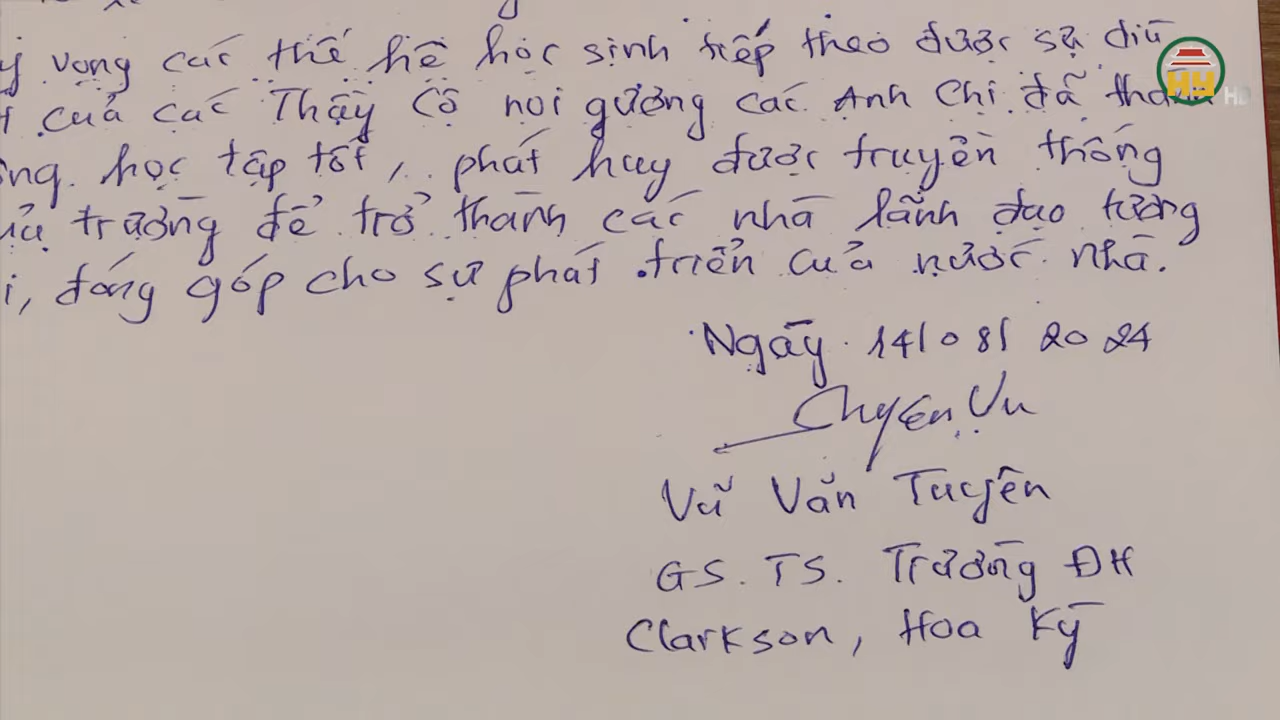 vọng các thế hệ học sinh tiếp theo được sự dìu
của các Thầy Cô noi gương các Anh Chị đã thành
học tập tốt, phát huy được truyền thống
trường để trở thành các nhà lãnh đạo tương
đóng góp cho sự phát triển của nước nhà.
Ngày 14/08/2024
Vũ Văn Tuyên
GS. TS. Trường ĐH
Clarkson, Hoa Kỳ
HY
HD